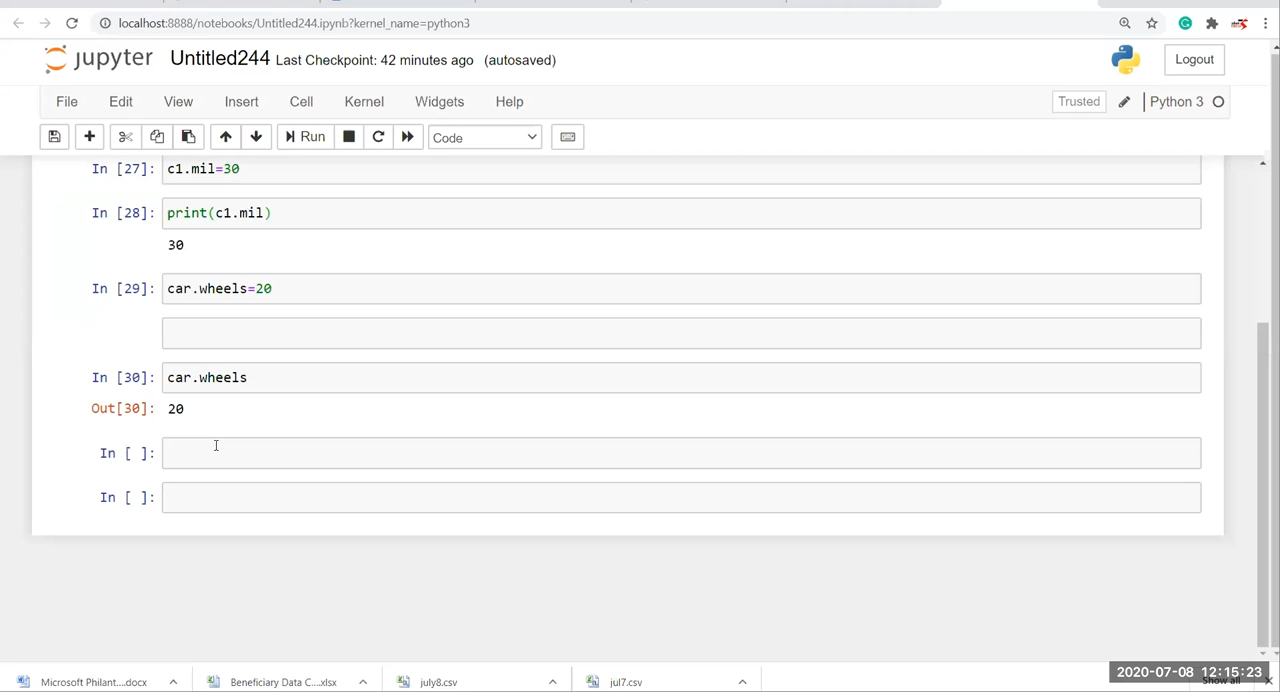 localhost:8888/notebooks/Untitled244.ipynb?kernel_name=python3
jupyter Untitled244 Last Checkpoint: 42 minutes ago (autosaved)
Logout
File Edit View Insert Cell Kernel Widgets Help
Trusted Python 3
Run Code
In [27]: c1.mil=30
In [28]: print(c1.mil)
30
In [29]: car.wheels=20
In [30]: car.wheels
Out[30]: 20
In [ ]:
In [ ]:
2020-07-08 12:15:23
Microsoft Philant....docx Beneficiary Data C....xlsx july8.csv jul7.csv Show all